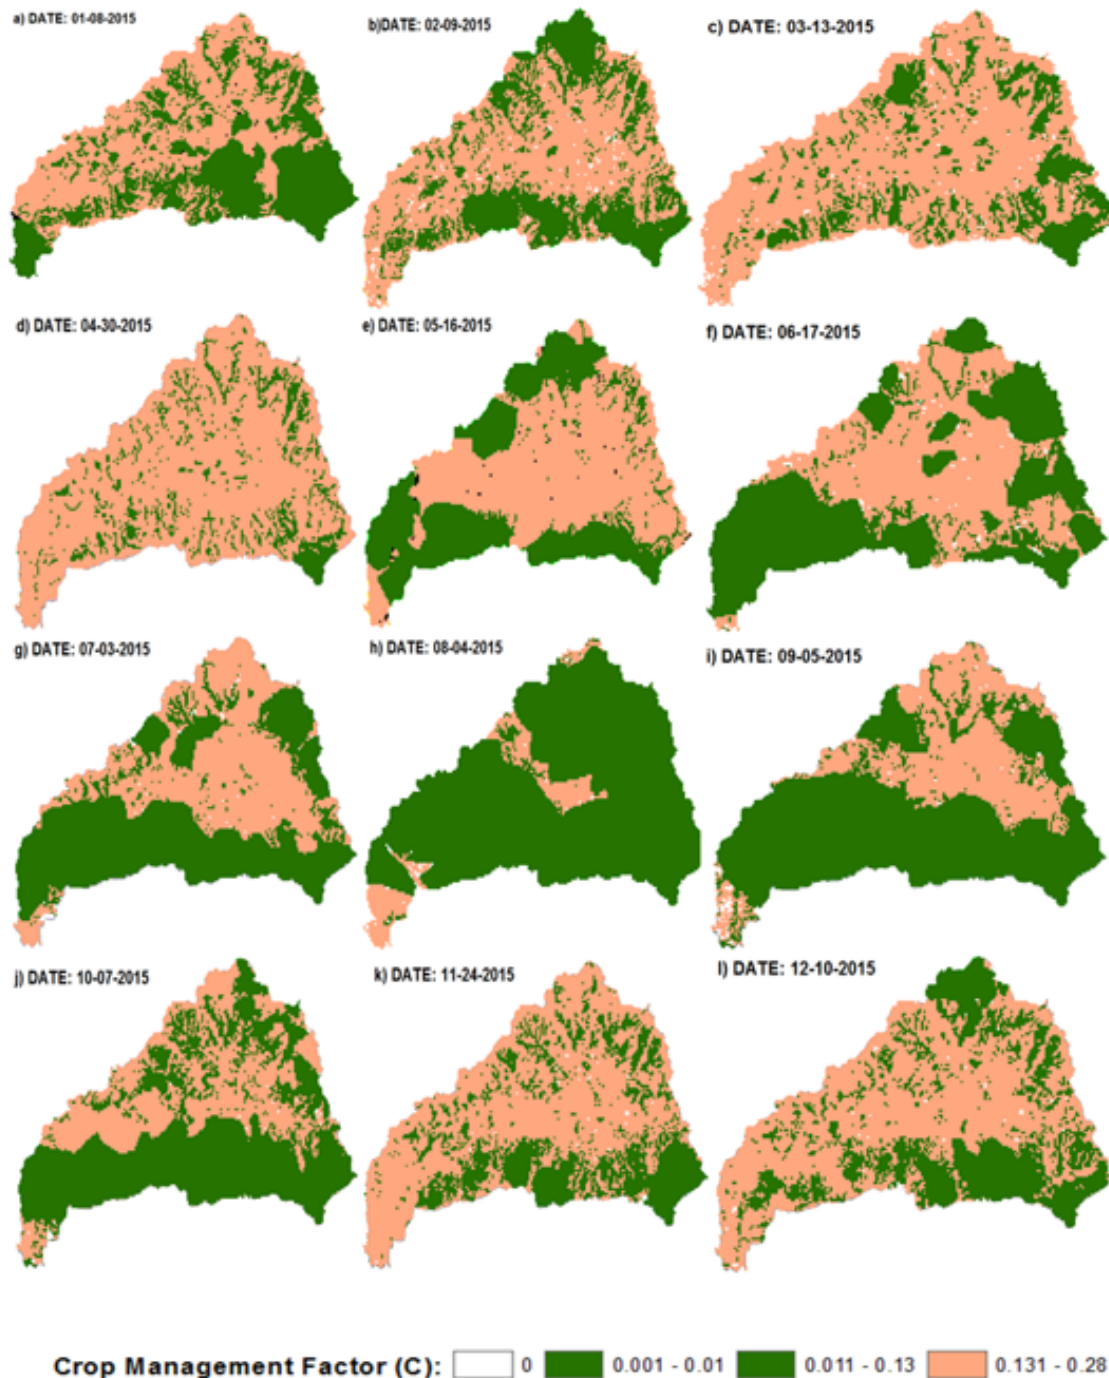 a) DATE: 01-08-2015
b)DATE: 02-09-2015
c) DATE: 03-13-2015
d) DATE: 04-30-2015
e) DATE: 05-16-2015
f) DATE: 06-17-2015
g) DATE: 07-03-2015
h) DATE: 08-04-2015
i) DATE: 09-05-2015
j) DATE: 10-07-2015
k) DATE: 11-24-2015
l) DATE: 12-10-2015
Crop Management Factor (C): 0 0.001 - 0.01 0.011 - 0.13 0.131 - 0.28